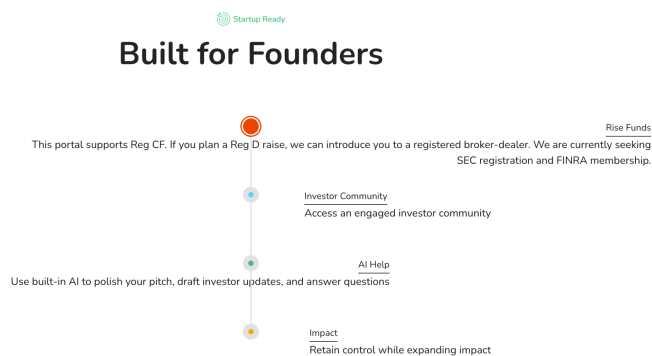 Startup Ready
Built for Founders
Rise Funds
This portal supports Reg CF. If you plan a Reg D raise, we can introduce you to a registered broker-dealer. We are currently seeking
SEC registration and FINRA membership.
Investor Community
Access an engaged investor community
AI Help
Use built-in AI to polish your pitch, draft investor updates, and answer questions
Impact
Retain control while expanding impact